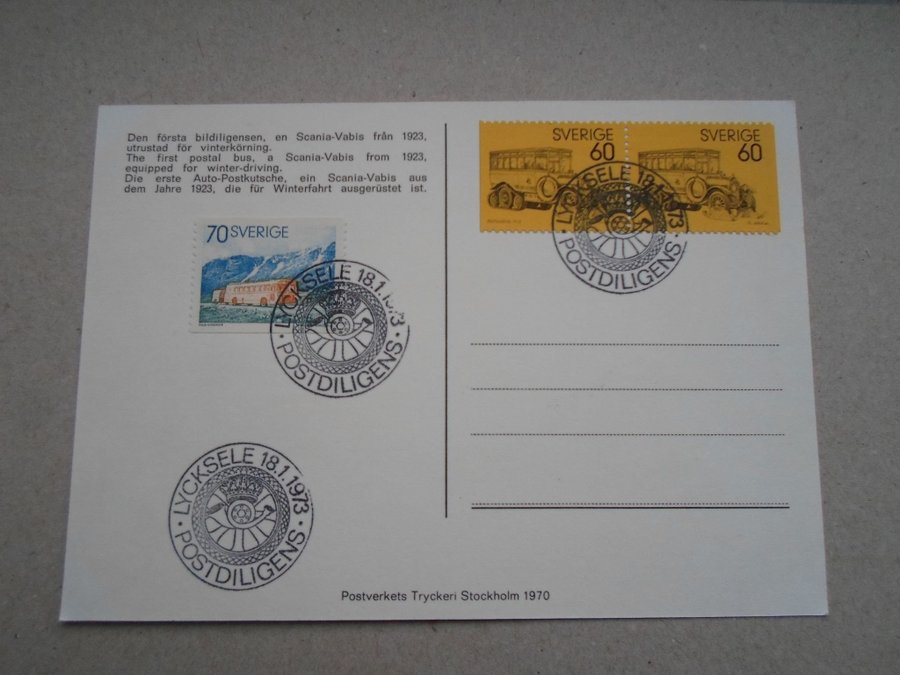 Den första bildiligensen, en Scania-Vabis från 1923,
utrustad för vinterkörning.
The first postal bus, a Scania-Vabis from 1923,
equipped for winter-driving.
Die erste Auto-Postkutsche, ein Scania-Vabis aus
dem Jahre 1923, die für Winterfahrt ausgerüstet ist.
SVERIGE
60
SVERIGE
60
LYCKSELE 18.1.1973
· POSTDILIGENS ·
70 SVERIGE
LYCKSELE 18.1.1973
· POSTDILIGENS ·
LYCKSELE 18.1.1973
· POSTDILIGENS ·
Postverkets Tryckeri Stockholm 1970